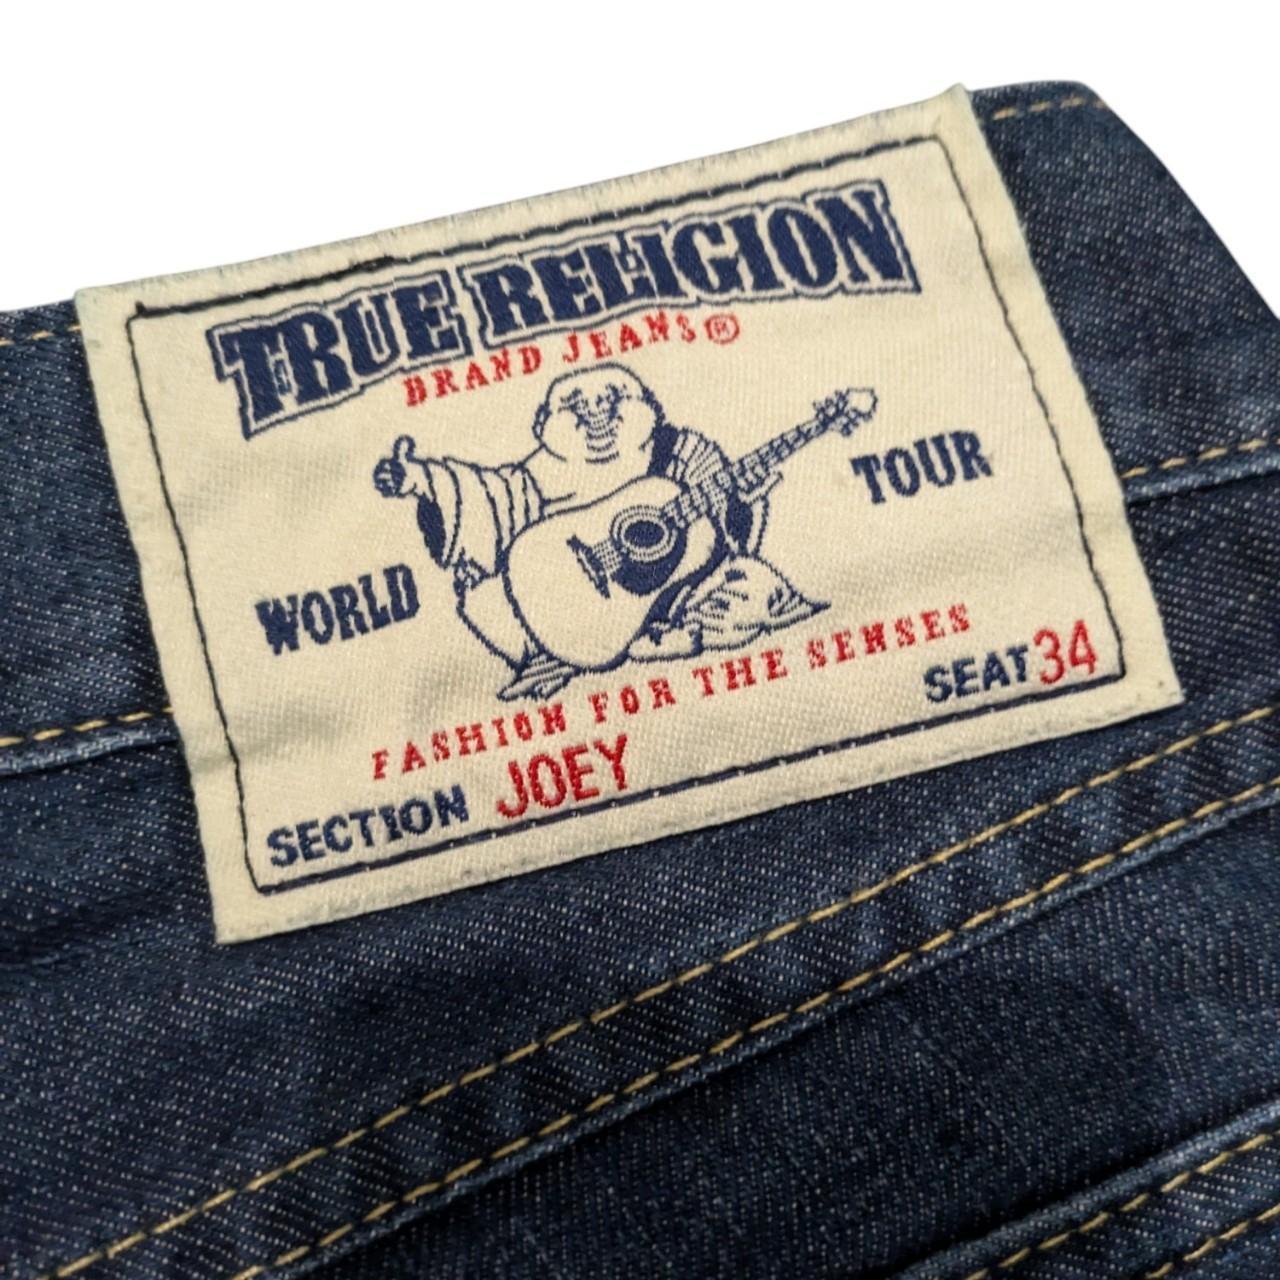 TRUE RELIGION
BRAND JEANS®
WORLD TOUR
FASHION FOR THE SENSES
SECTION JOEY SEAT 34